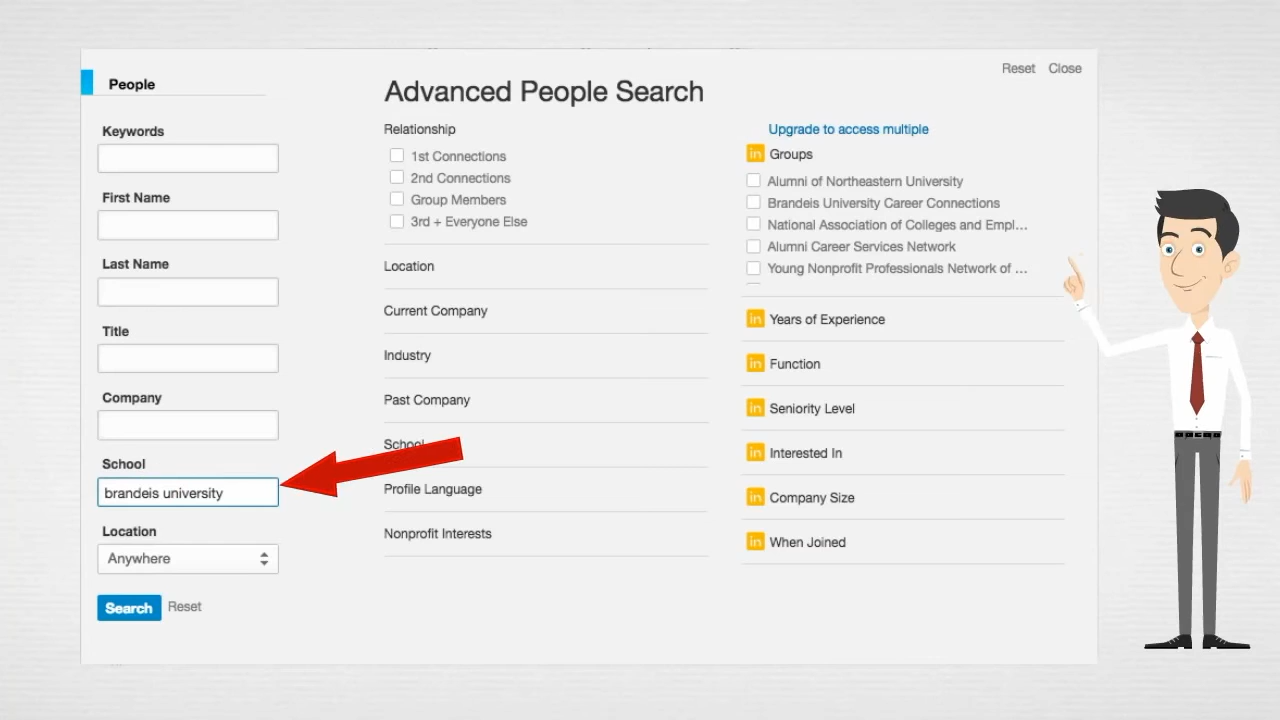 Reset Close
People
Advanced People Search
Keywords
First Name
Last Name
Title
Company
School
brandeis university
Location
Anywhere
Search Reset
Relationship
1st Connections
2nd Connections
Group Members
3rd + Everyone Else
Location
Current Company
Industry
Past Company
School
Profile Language
Nonprofit Interests
Upgrade to access multiple
in Groups
Alumni of Northeastern University
Brandeis University Career Connections
National Association of Colleges and Empl...
Alumni Career Services Network
Young Nonprofit Professionals Network of ...
in Years of Experience
in Function
in Seniority Level
in Interested In
in Company Size
in When Joined